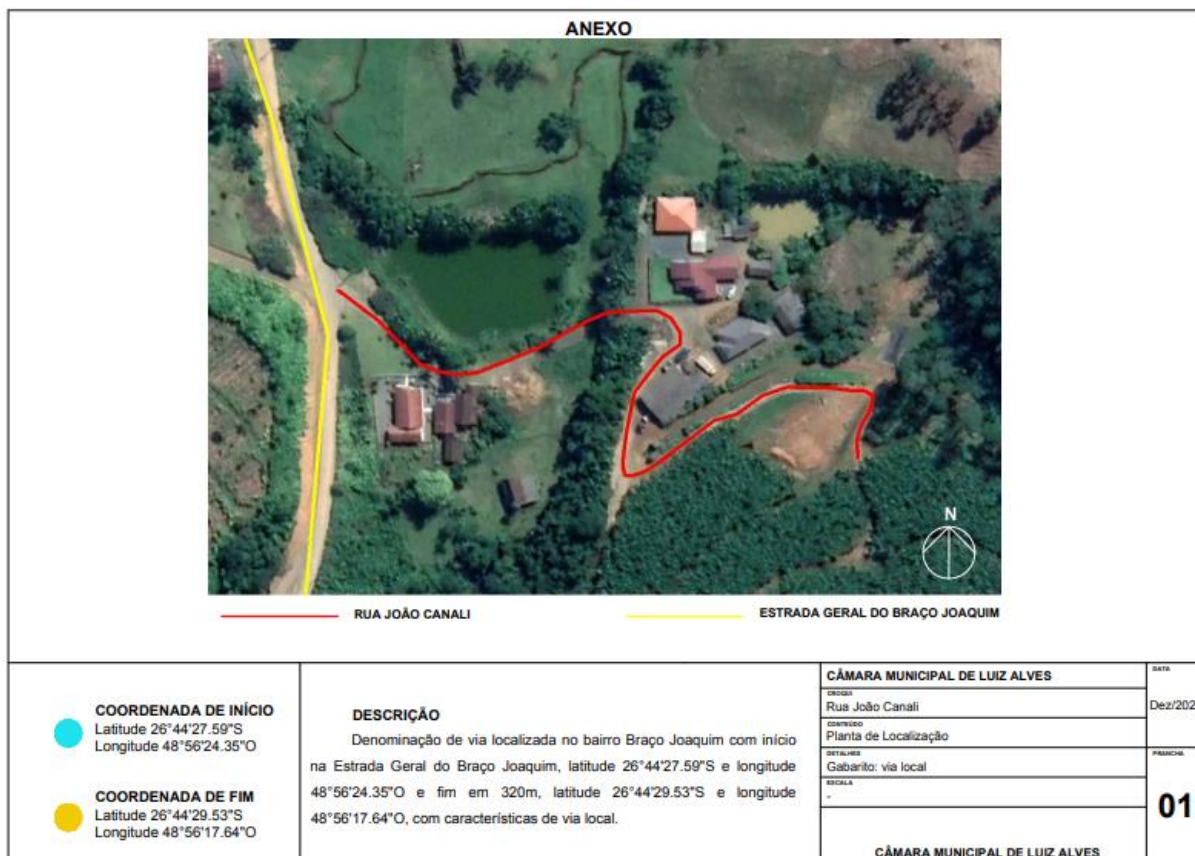 ANEXO
N
RUA JOÃO CANALI
ESTRADA GERAL DO BRAÇO JOAQUIM
COORDENADA DE INÍCIO
Latitude 26°44'27.59"S
Longitude 48°56'24.35"O
COORDENADA DE FIM
Latitude 26°44'29.53"S
Longitude 48°56'17.64"O
DESCRIÇÃO
Denominação de via localizada no bairro Braço Joaquim com início
na Estrada Geral do Braço Joaquim, latitude 26°44'27.59"S e longitude
48°56'24.35"O e fim em 320m, latitude 26°44'29.53"S e longitude
48°56'17.64"O, com características de via local.
CÂMARA MUNICIPAL DE LUIZ ALVES
CROQUI
Rua João Canali
CONTEÚDO
Planta de Localização
DETALHES
Gabarito: via local
ESCALA
-
CÂMARA MUNICIPAL DE LUIZ ALVES
DATA
Dez/202
PRANCHA
01